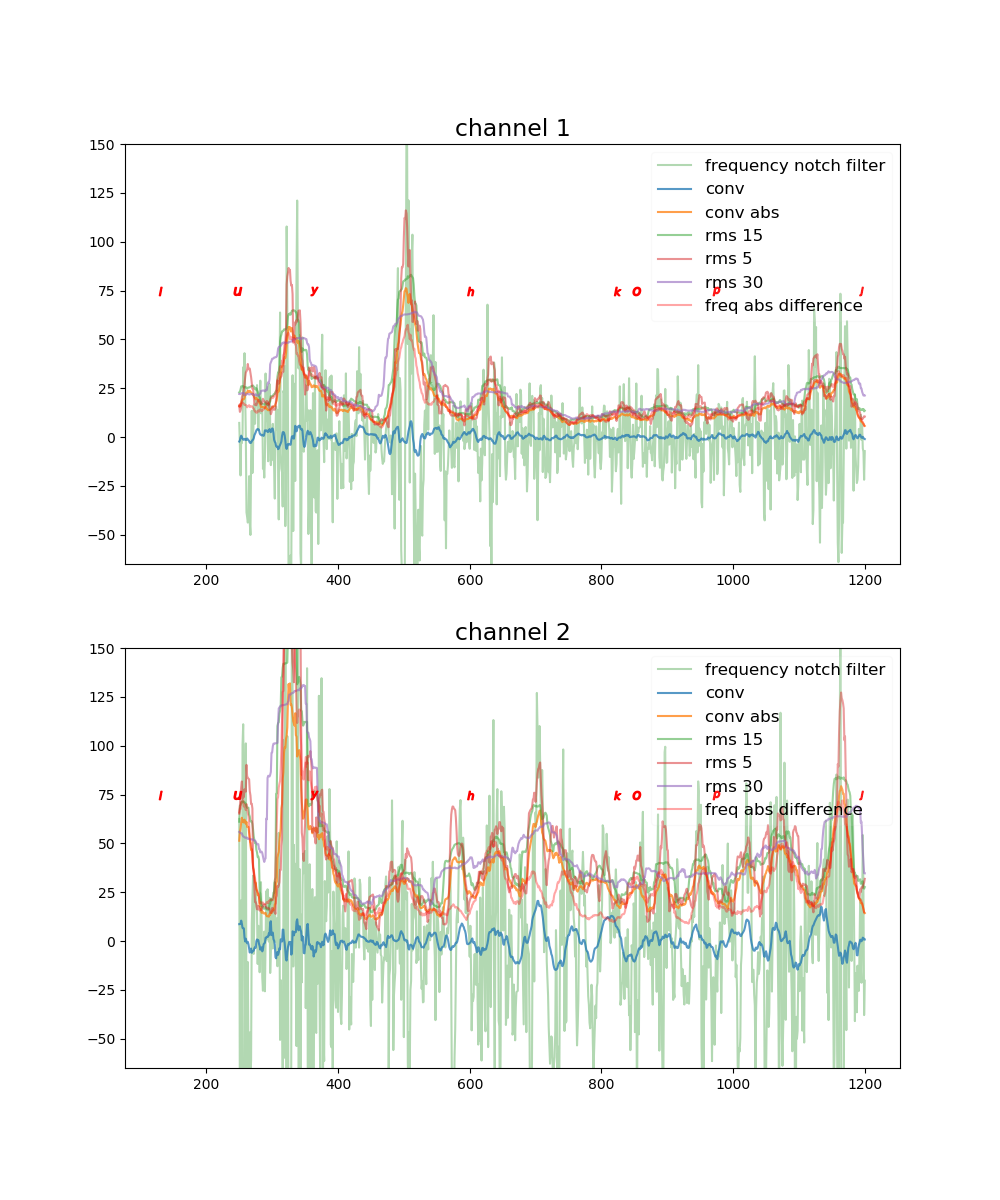 channel 1
150
125
100
75
50
25
0
−25
−50
frequency notch filter
conv
conv abs
rms 15
rms 5
rms 30
freq abs difference
l u y h k o p j
200 400 600 800 1000 1200
channel 2
150
125
100
75
50
25
0
−25
−50
frequency notch filter
conv
conv abs
rms 15
rms 5
rms 30
freq abs difference
l u y h k o p j
200 400 600 800 1000 1200